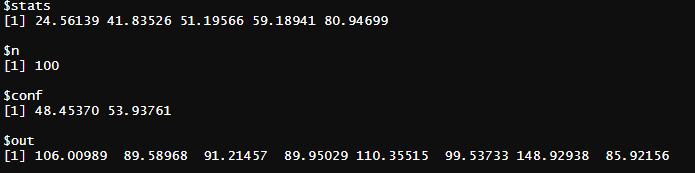 $stats
[1] 24.56139 41.83526 51.19566 59.18941 80.94699
$n
[1] 100
$conf
[1] 48.45370 53.93761
$out
[1] 106.00989  89.58968  91.21457  89.95029 110.35515  99.53733 148.92938  85.92156